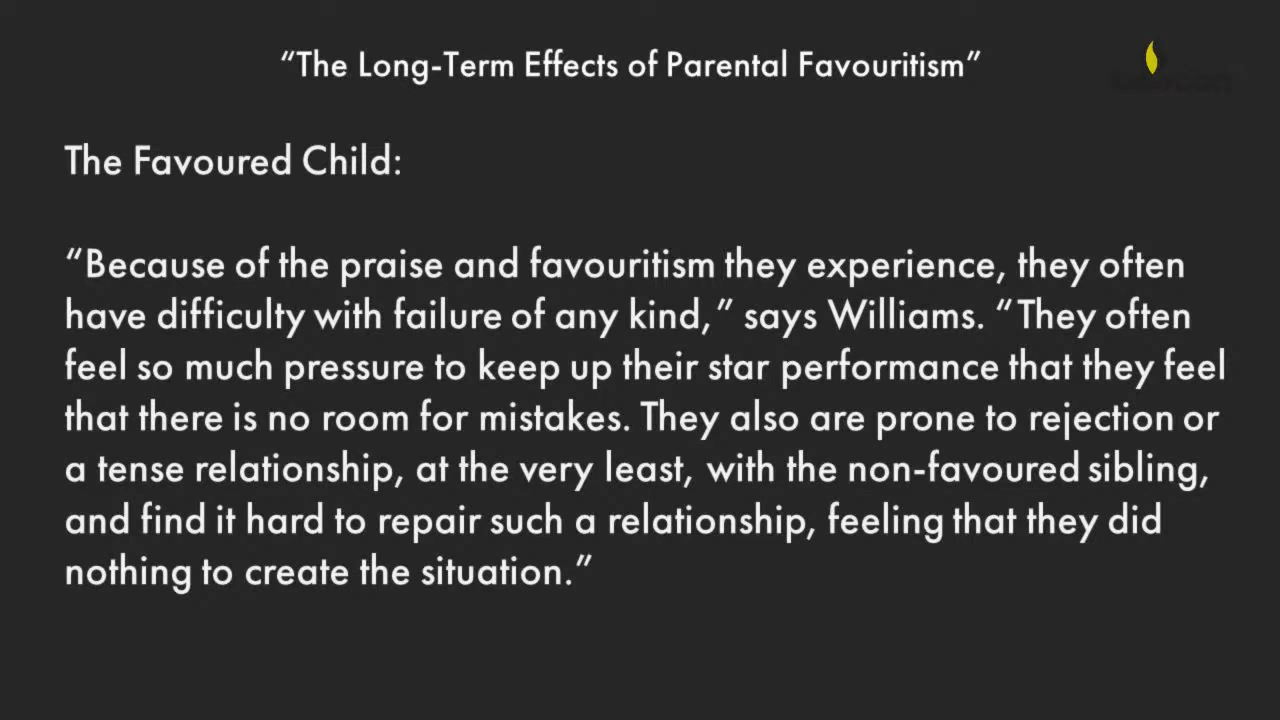 “The Long-Term Effects of Parental Favouritism”
The Favoured Child:
“Because of the praise and favouritism they experience, they often
have difficulty with failure of any kind,” says Williams. “They often
feel so much pressure to keep up their star performance that they feel
that there is no room for mistakes. They also are prone to rejection or
a tense relationship, at the very least, with the non-favoured sibling,
and find it hard to repair such a relationship, feeling that they did
nothing to create the situation.”